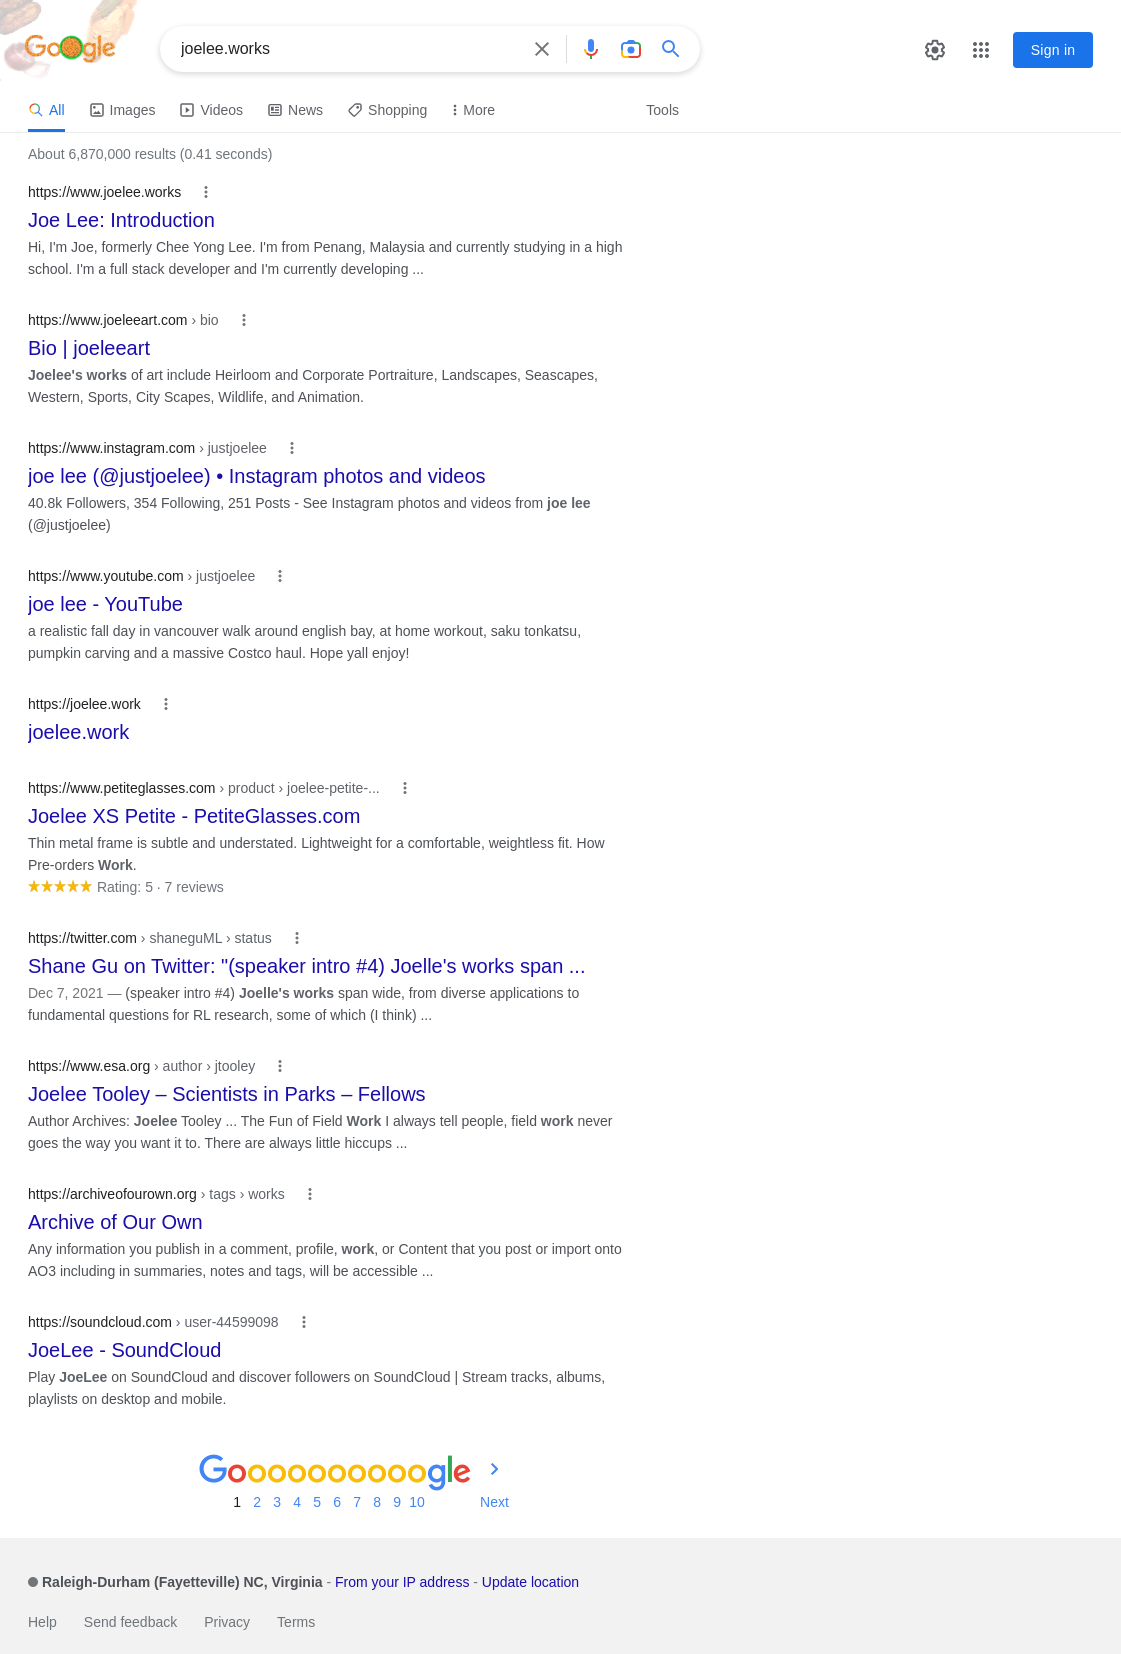 Google
joelee.works
Sign in
All Images Videos News Shopping More Tools
About 6,870,000 results (0.41 seconds)
https://www.joelee.works
Joe Lee: Introduction
Hi, I'm Joe, formerly Chee Yong Lee. I'm from Penang, Malaysia and currently studying in a high
school. I'm a full stack developer and I'm currently developing ...
https://www.joeleeart.com › bio
Bio | joeleeart
Joelee's works of art include Heirloom and Corporate Portraiture, Landscapes, Seascapes,
Western, Sports, City Scapes, Wildlife, and Animation.
https://www.instagram.com › justjoelee
joe lee (@justjoelee) • Instagram photos and videos
40.8k Followers, 354 Following, 251 Posts - See Instagram photos and videos from joe lee
(@justjoelee)
https://www.youtube.com › justjoelee
joe lee - YouTube
a realistic fall day in vancouver walk around english bay, at home workout, saku tonkatsu,
pumpkin carving and a massive Costco haul. Hope yall enjoy!
https://joelee.work
joelee.work
https://www.petiteglasses.com › product › joelee-petite-...
Joelee XS Petite - PetiteGlasses.com
Thin metal frame is subtle and understated. Lightweight for a comfortable, weightless fit. How
Pre-orders Work.
Rating: 5 · 7 reviews
https://twitter.com › shaneguML › status
Shane Gu on Twitter: "(speaker intro #4) Joelle's works span ...
Dec 7, 2021 — (speaker intro #4) Joelle's works span wide, from diverse applications to
fundamental questions for RL research, some of which (I think) ...
https://www.esa.org › author › jtooley
Joelee Tooley – Scientists in Parks – Fellows
Author Archives: Joelee Tooley ... The Fun of Field Work I always tell people, field work never
goes the way you want it to. There are always little hiccups ...
https://archiveofourown.org › tags › works
Archive of Our Own
Any information you publish in a comment, profile, work, or Content that you post or import onto
AO3 including in summaries, notes and tags, will be accessible ...
https://soundcloud.com › user-44599098
JoeLee - SoundCloud
Play JoeLee on SoundCloud and discover followers on SoundCloud | Stream tracks, albums,
playlists on desktop and mobile.
Goooooooooogle
1 2 3 4 5 6 7 8 9 10 Next
Raleigh-Durham (Fayetteville) NC, Virginia - From your IP address - Update location
Help Send feedback Privacy Terms